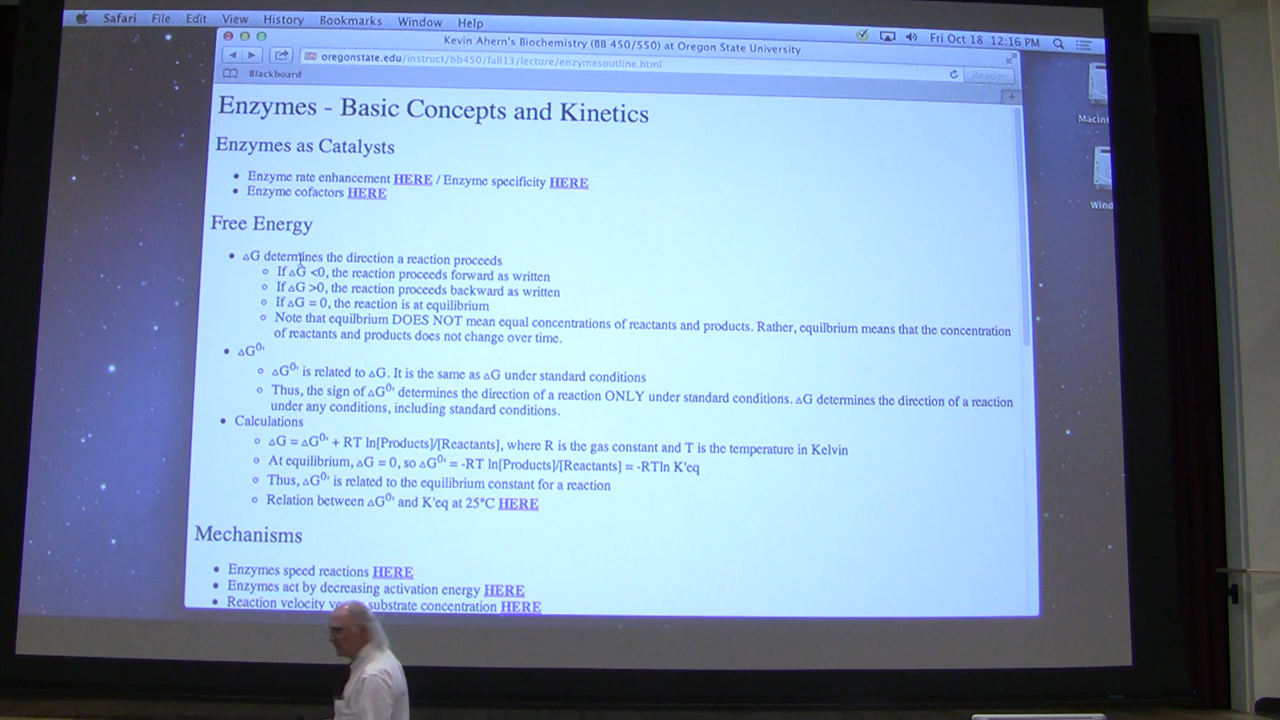 Safari File Edit View History Bookmarks Window Help
Fri Oct 18 12:16 PM
Kevin Ahern's Biochemistry (BB 450/550) at Oregon State University
oregonstate.edu/instruct/bb450/fall13/lecture/enzymesoutline.html
Reader
Blackboard
Enzymes - Basic Concepts and Kinetics
Enzymes as Catalysts
• Enzyme rate enhancement HERE / Enzyme specificity HERE
• Enzyme cofactors HERE
Free Energy
• ΔG determines the direction a reaction proceeds
◦ If ΔG <0, the reaction proceeds forward as written
◦ If ΔG >0, the reaction proceeds backward as written
◦ If ΔG = 0, the reaction is at equilibrium
◦ Note that equilbrium DOES NOT mean equal concentrations of reactants and products. Rather, equilbrium means that the concentration
of reactants and products does not change over time.
• ΔG⁰'
◦ ΔG⁰' is related to ΔG. It is the same as ΔG under standard conditions
◦ Thus, the sign of ΔG⁰' determines the direction of a reaction ONLY under standard conditions. ΔG determines the direction of a reaction
under any conditions, including standard conditions.
• Calculations
◦ ΔG = ΔG⁰' + RT ln[Products]/[Reactants], where R is the gas constant and T is the temperature in Kelvin
◦ At equilibrium, ΔG = 0, so ΔG⁰' = -RT ln[Products]/[Reactants] = -RTln K'eq
◦ Thus, ΔG⁰' is related to the equilibrium constant for a reaction
◦ Relation between ΔG⁰' and K'eq at 25°C HERE
Mechanisms
• Enzymes speed reactions HERE
• Enzymes act by decreasing activation energy HERE
• Reaction velocity substrate concentration HERE
Macin
Wind